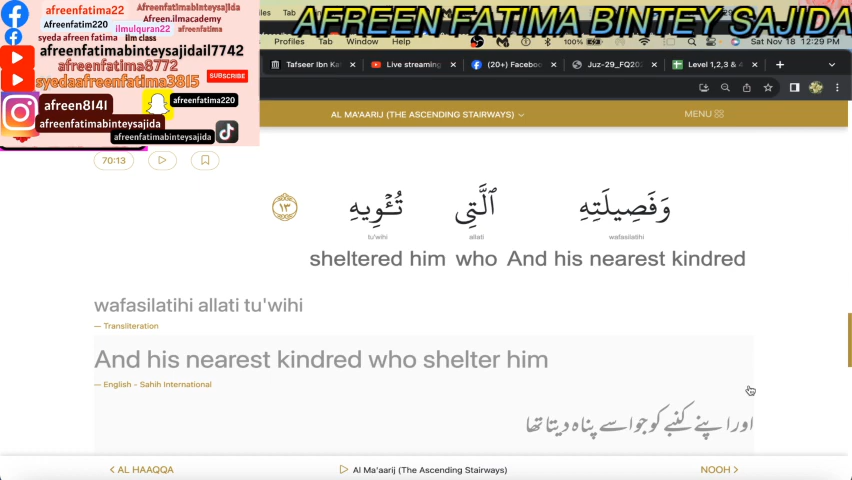 AFREEN FATIMA BINTEY SAJIDA
afreenfatima22
Afreenfatimabinteysajida
Afreen.ilmacademy
Afreenfatima220
ilmulquran22
afreenfatima
syeda afreen fatima
ilm class
afreenfatimabinteysajidail7742
afreenfatima8772
syedaafreenfatima3815
SUBSCRIBE
afreen8141
afreenfatima220
afreenfatimabinteysajida
afreenfatimabinteysajida
Profiles Tab Window Help 100% Sat Nov 18 12:29 PM
Tafseer Ibn Ka
Live streaming
(20+) Faceboo
Juz-29_FQ202
Level 1,2,3 &
AL MA'AARIJ (THE ASCENDING STAIRWAYS)
MENU
70:13
وَفَصِيلَتِهِ ٱلَّتِى تُـْٔوِيهِ ١٣
wafasilatihi allati tu'wihi
sheltered him who And his nearest kindred
wafasilatihi allati tu'wihi
— Transliteration
And his nearest kindred who shelter him
— English - Sahih International
اور اپنے کنبے کو جو اسے پناه دیتا تھا
AL HAAQQA
Al Ma'aarij (The Ascending Stairways)
NOOH